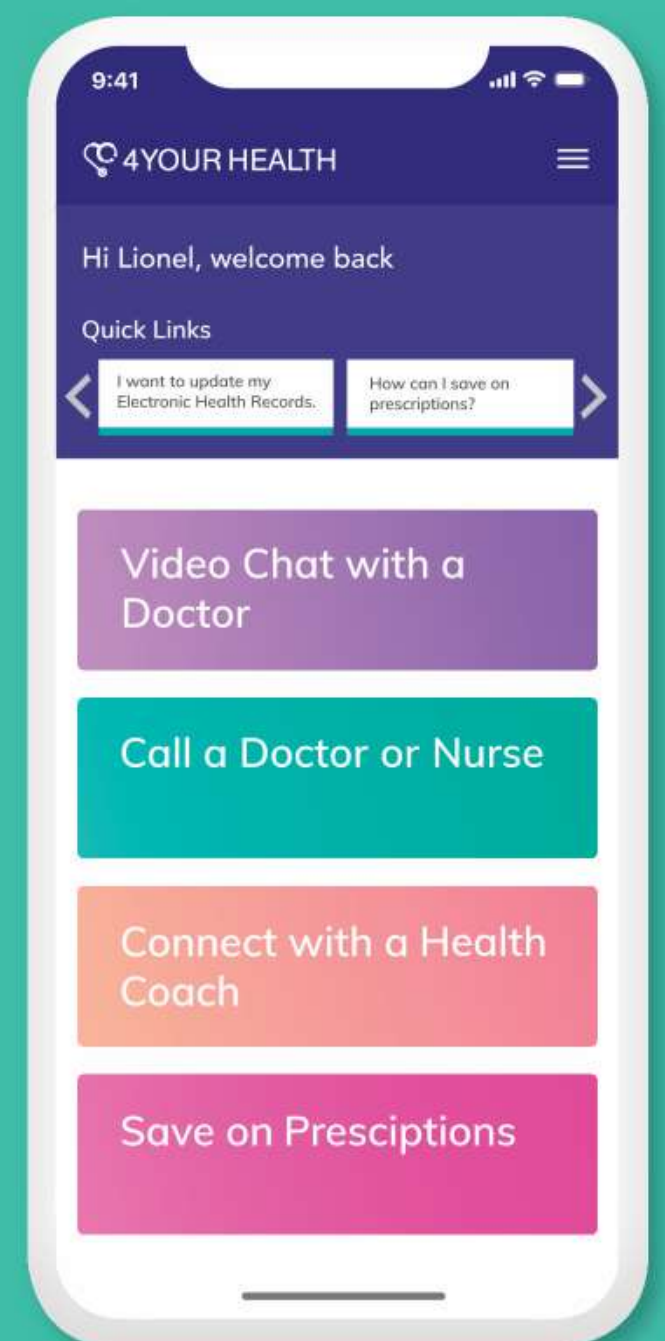 9:41
4YOUR HEALTH
Hi Lionel, welcome back
Quick Links
I want to update my
Electronic Health Records.
How can I save on
prescriptions?
Video Chat with a
Doctor
Call a Doctor or Nurse
Connect with a Health
Coach
Save on Presciptions